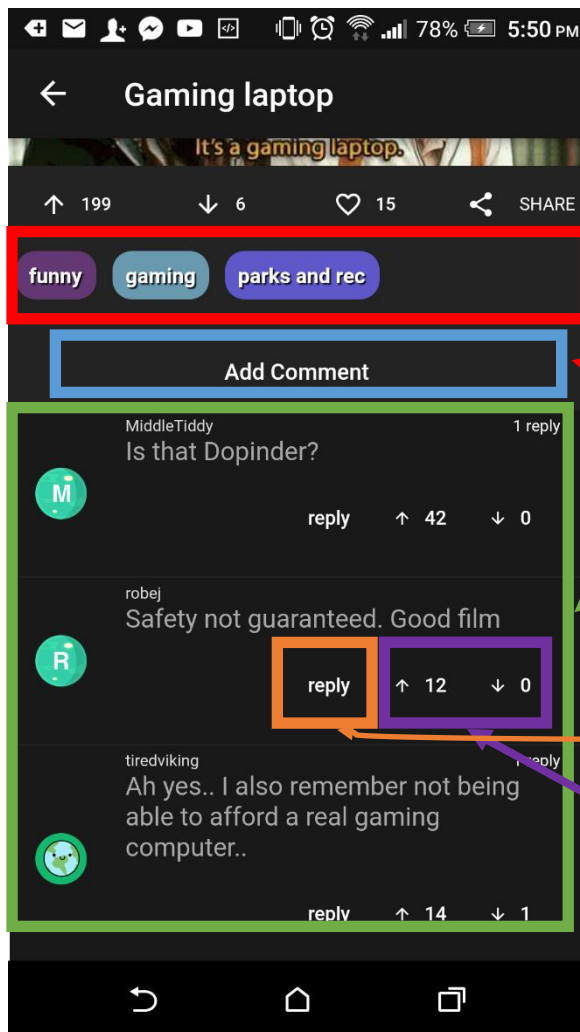 78% 5:50 PM
Gaming laptop
It's a gaming laptop.
199 6 15 SHARE
funny gaming parks and rec
Add Comment
MiddleTiddy 1 reply
Is that Dopinder?
M
reply 42 0
robej
Safety not guaranteed. Good film
R
reply 12 0
tiredviking 1 reply
Ah yes.. I also remember not being
able to afford a real gaming
computer..
reply 14 1